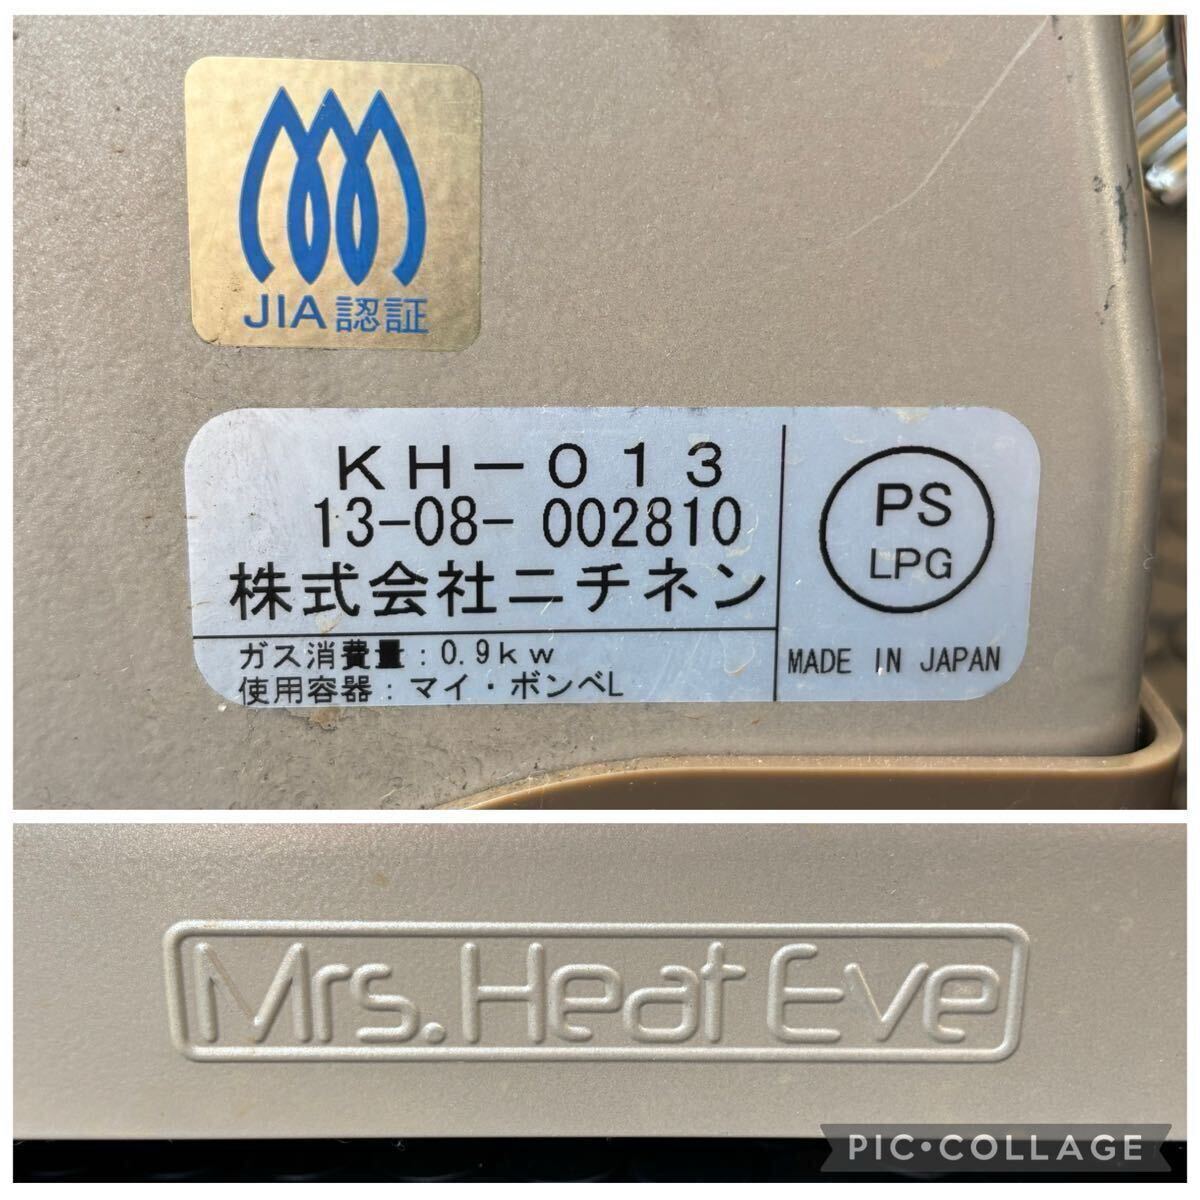 JIA認証
KH-013
13-08- 002810
株式会社ニチネン
ガス消費量:0.9kw
使用容器:マイ・ボンベL
PS
LPG
MADE IN JAPAN
Mrs.Heat Eve
PIC•COLLAGE